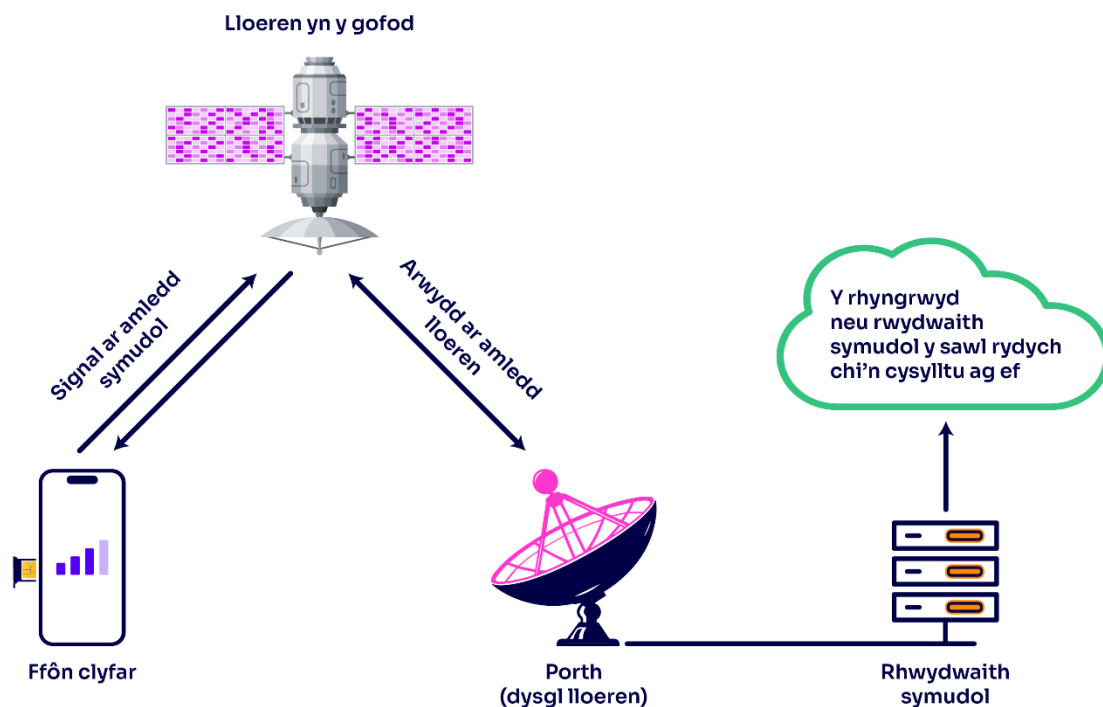 Lloeren yn y gofod
Signal ar amledd
symudol
Arwydd ar amledd
lloeren
Y rhyngrwyd
neu rwydwaith
symudol y sawl rydych
chi'n cysylltu ag ef
Ffôn clyfar
Porth
(dysgl lloeren)
Rhwydwaith
symudol